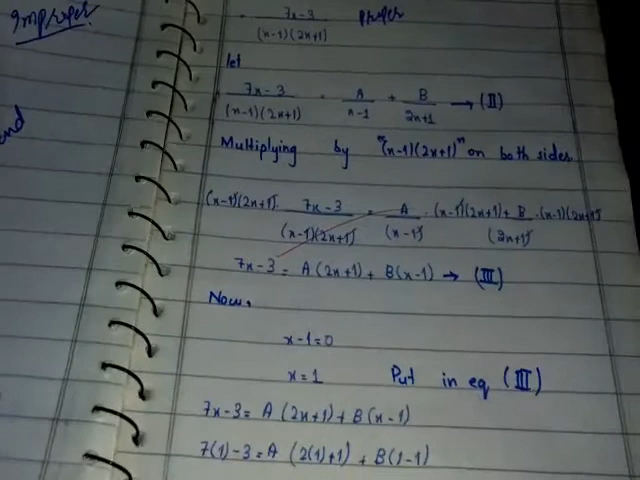 Improper
and
7x-3 / (x-1)(2x+1) proper
let
7x-3 / (x-1)(2x+1) = A / x-1 + B / 2x+1 → (II)
Multiplying by "(x-1)(2x+1)" on both sides
(x-1)(2x+1) 7x-3 / (x-1)(2x+1) = A / (x-1) . (x-1)(2x+1) + B / (2x+1) . (x-1)(2x+1)
7x-3 = A (2x+1) + B(x-1) → (III)
Now,
x-1=0
x=1 Put in eq (III)
7x-3 = A (2x+1) + B(x-1)
7(1)-3 = A (2(1)+1) + B(1-1)